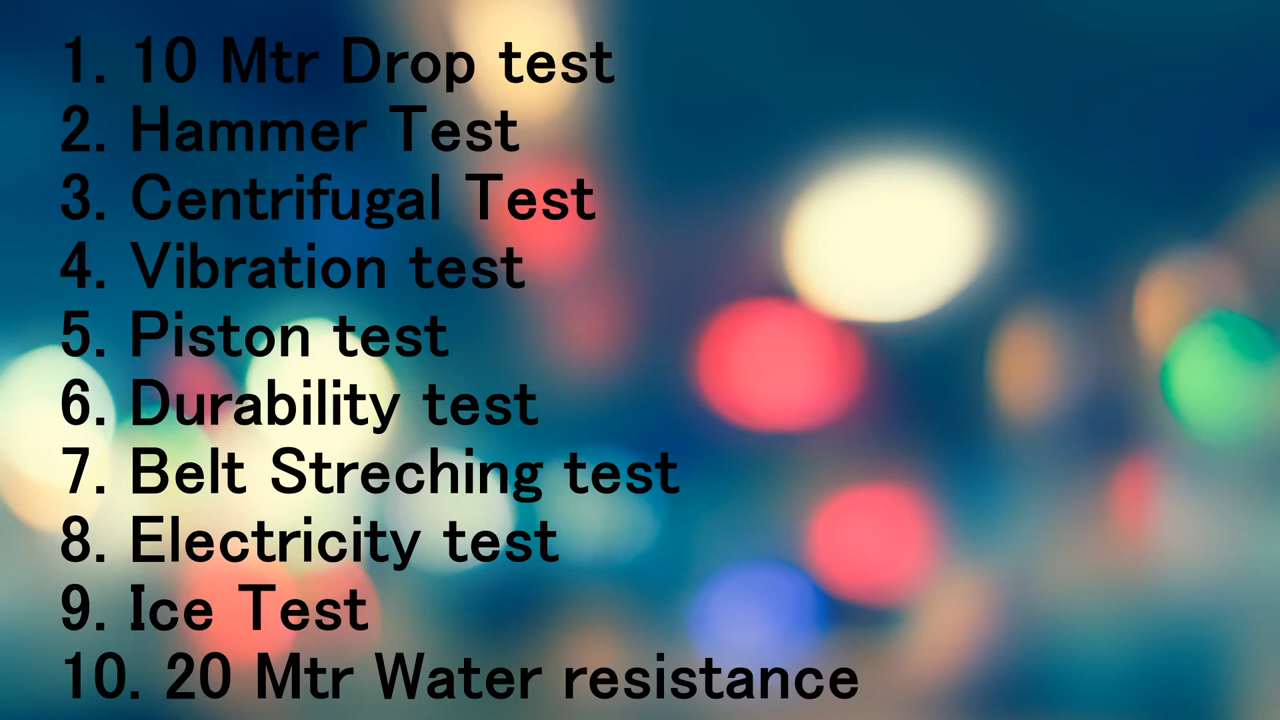 1. 10 Mtr Drop test
2. Hammer Test
3. Centrifugal Test
4. Vibration test
5. Piston test
6. Durability test
7. Belt Streching test
8. Electricity test
9. Ice Test
10. 20 Mtr Water resistance